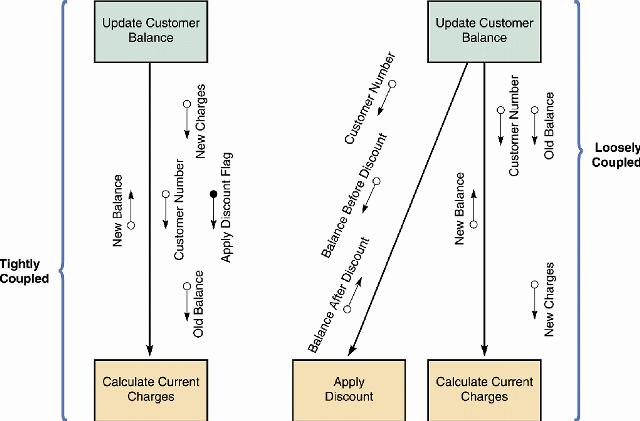 Update Customer
Balance
New Charges
New Balance
Customer Number
Apply Discount Flag
Old Balance
Tightly
Coupled
Calculate Current
Charges
Update Customer
Balance
Customer Number
Balance Before Discount
Balance After Discount
Customer Number
Old Balance
New Balance
New Charges
Loosely
Coupled
Apply
Discount
Calculate Current
Charges